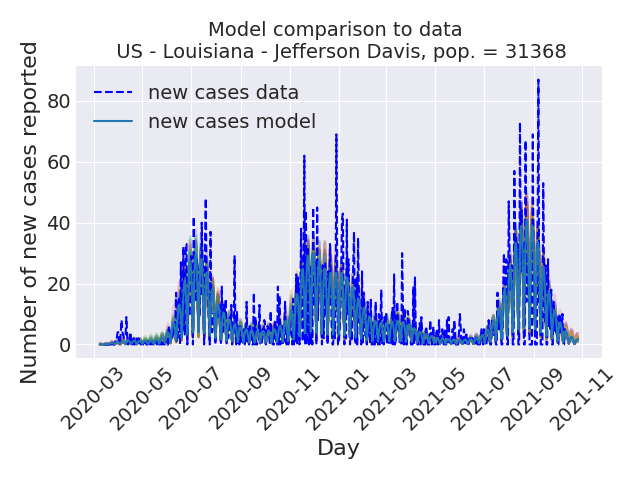 Model comparison to data
US - Louisiana - Jefferson Davis, pop. = 31368
Number of new cases reported
new cases data
new cases model
80
60
40
20
0
2020-03
2020-05
2020-07
2020-09
2020-11
2021-01
2021-03
2021-05
2021-07
2021-09
2021-11
Day